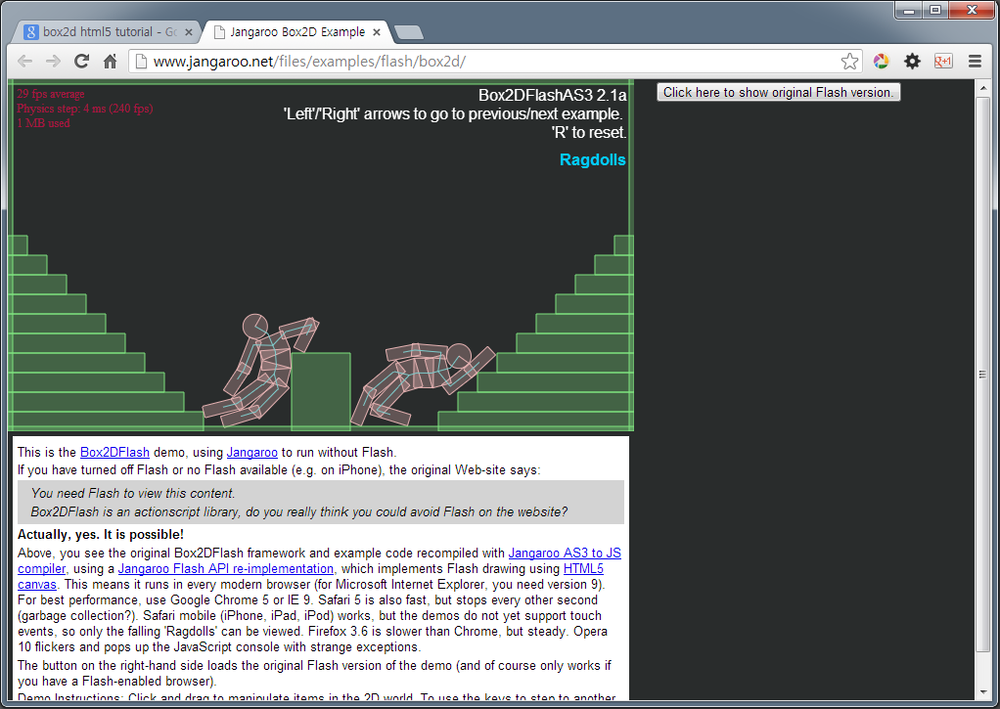 box2d html5 tutorial - Go
Jangaroo Box2D Example
www.jangaroo.net/files/examples/flash/box2d/
29 fps average
Physics step: 4 ms (240 fps)
1 MB used
Box2DFlashAS3 2.1a
'Left'/'Right' arrows to go to previous/next example.
'R' to reset.
Ragdolls
Click here to show original Flash version.
This is the Box2DFlash demo, using Jangaroo to run without Flash.
If you have turned off Flash or no Flash available (e.g. on iPhone), the original Web-site says:
You need Flash to view this content.
Box2DFlash is an actionscript library, do you really think you could avoid Flash on the website?
Actually, yes. It is possible!
Above, you see the original Box2DFlash framework and example code recompiled with Jangaroo AS3 to JS
compiler, using a Jangaroo Flash API re-implementation, which implements Flash drawing using HTML5
canvas. This means it runs in every modern browser (for Microsoft Internet Explorer, you need version 9).
For best performance, use Google Chrome 5 or IE 9. Safari 5 is also fast, but stops every other second
(garbage collection?). Safari mobile (iPhone, iPad, iPod) works, but the demos do not yet support touch
events, so only the falling 'Ragdolls' can be viewed. Firefox 3.6 is slower than Chrome, but steady. Opera
10 flickers and pops up the JavaScript console with strange exceptions.
The button on the right-hand side loads the original Flash version of the demo (and of course only works if
you have a Flash-enabled browser).
Demo Instructions: Click and drag to manipulate items in the 2D world. To use the keys to step to another